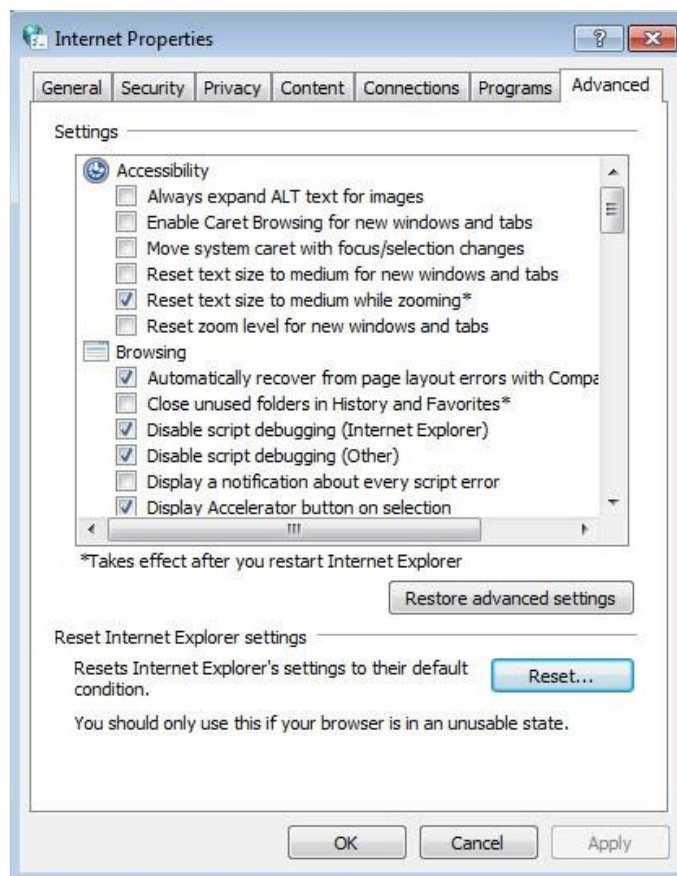 Internet Properties
General Security Privacy Content Connections Programs Advanced
Settings
Accessibility
Always expand ALT text for images
Enable Caret Browsing for new windows and tabs
Move system caret with focus/selection changes
Reset text size to medium for new windows and tabs
Reset text size to medium while zooming*
Reset zoom level for new windows and tabs
Browsing
Automatically recover from page layout errors with Compa
Close unused folders in History and Favorites*
Disable script debugging (Internet Explorer)
Disable script debugging (Other)
Display a notification about every script error
Display Accelerator button on selection
*Takes effect after you restart Internet Explorer
Restore advanced settings
Reset Internet Explorer settings
Resets Internet Explorer's settings to their default
condition.
Reset...
You should only use this if your browser is in an unusable state.
OK Cancel Apply